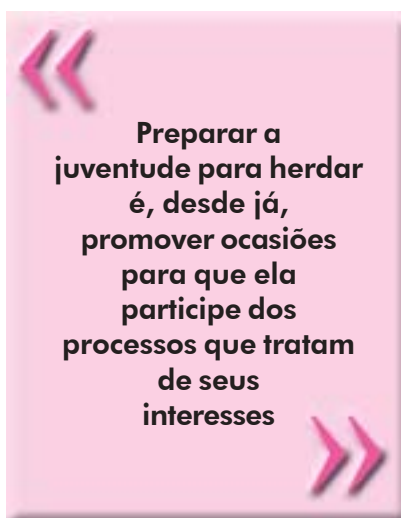 «
Preparar a
juventude para herdar
é, desde já,
promover ocasiões
para que ela
participe dos
processos que tratam
de seus
interesses
»